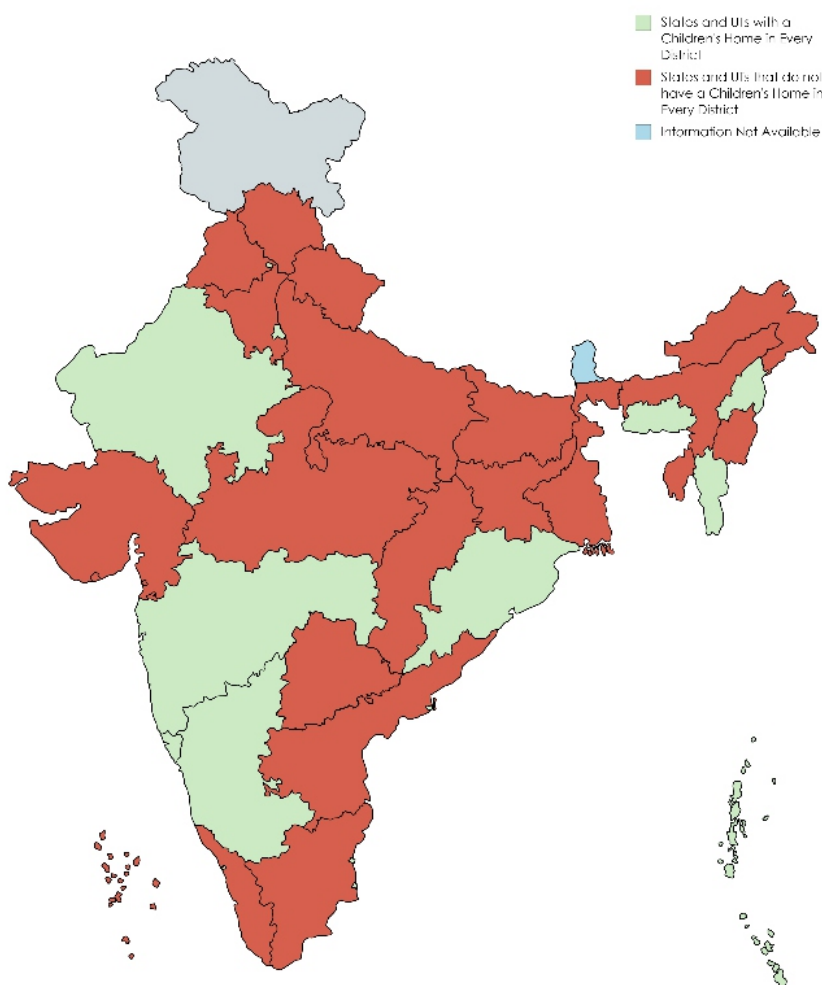 States and UTs with a
Children's Home in Every
District
States and UTs that do not
have a Children's Home in
Every District
Information Not Available